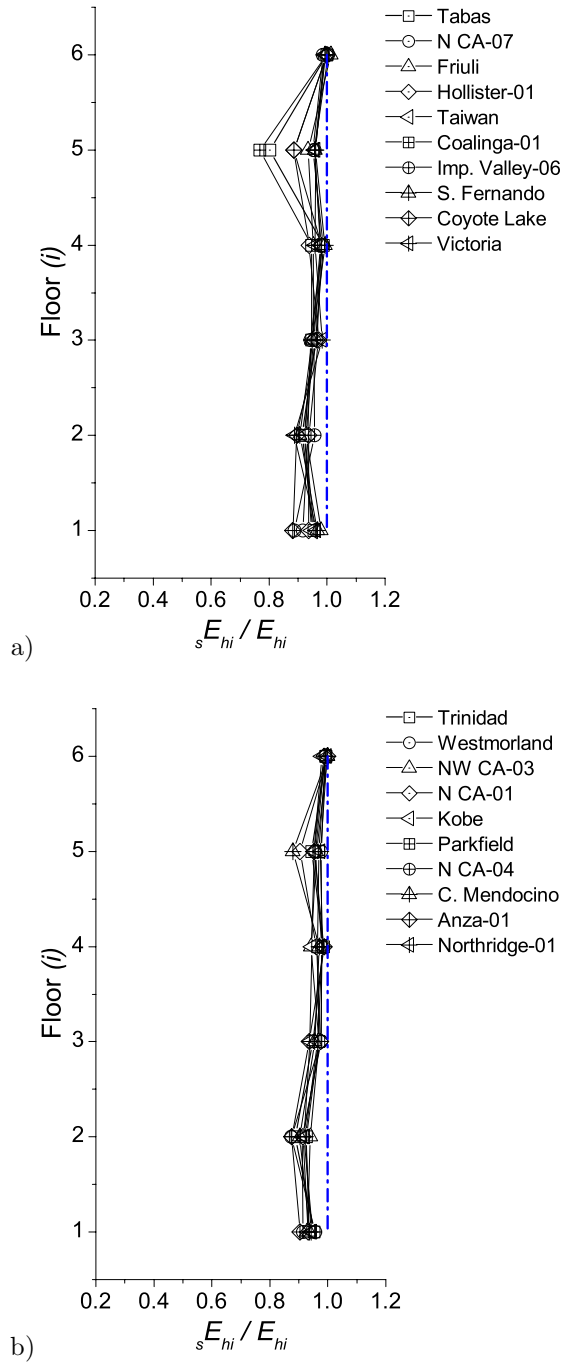 6
5
4
3
2
1
Floor (i)
0.2 0.4 0.6 0.8 1.0 1.2
sEhi / Ehi
Tabas
N CA-07
Friuli
Hollister-01
Taiwan
Coalinga-01
Imp. Valley-06
S. Fernando
Coyote Lake
Victoria
a)
6
5
4
3
2
1
Floor (i)
0.2 0.4 0.6 0.8 1.0 1.2
sEhi / Ehi
Trinidad
Westmorland
NW CA-03
N CA-01
Kobe
Parkfield
N CA-04
C. Mendocino
Anza-01
Northridge-01
b)